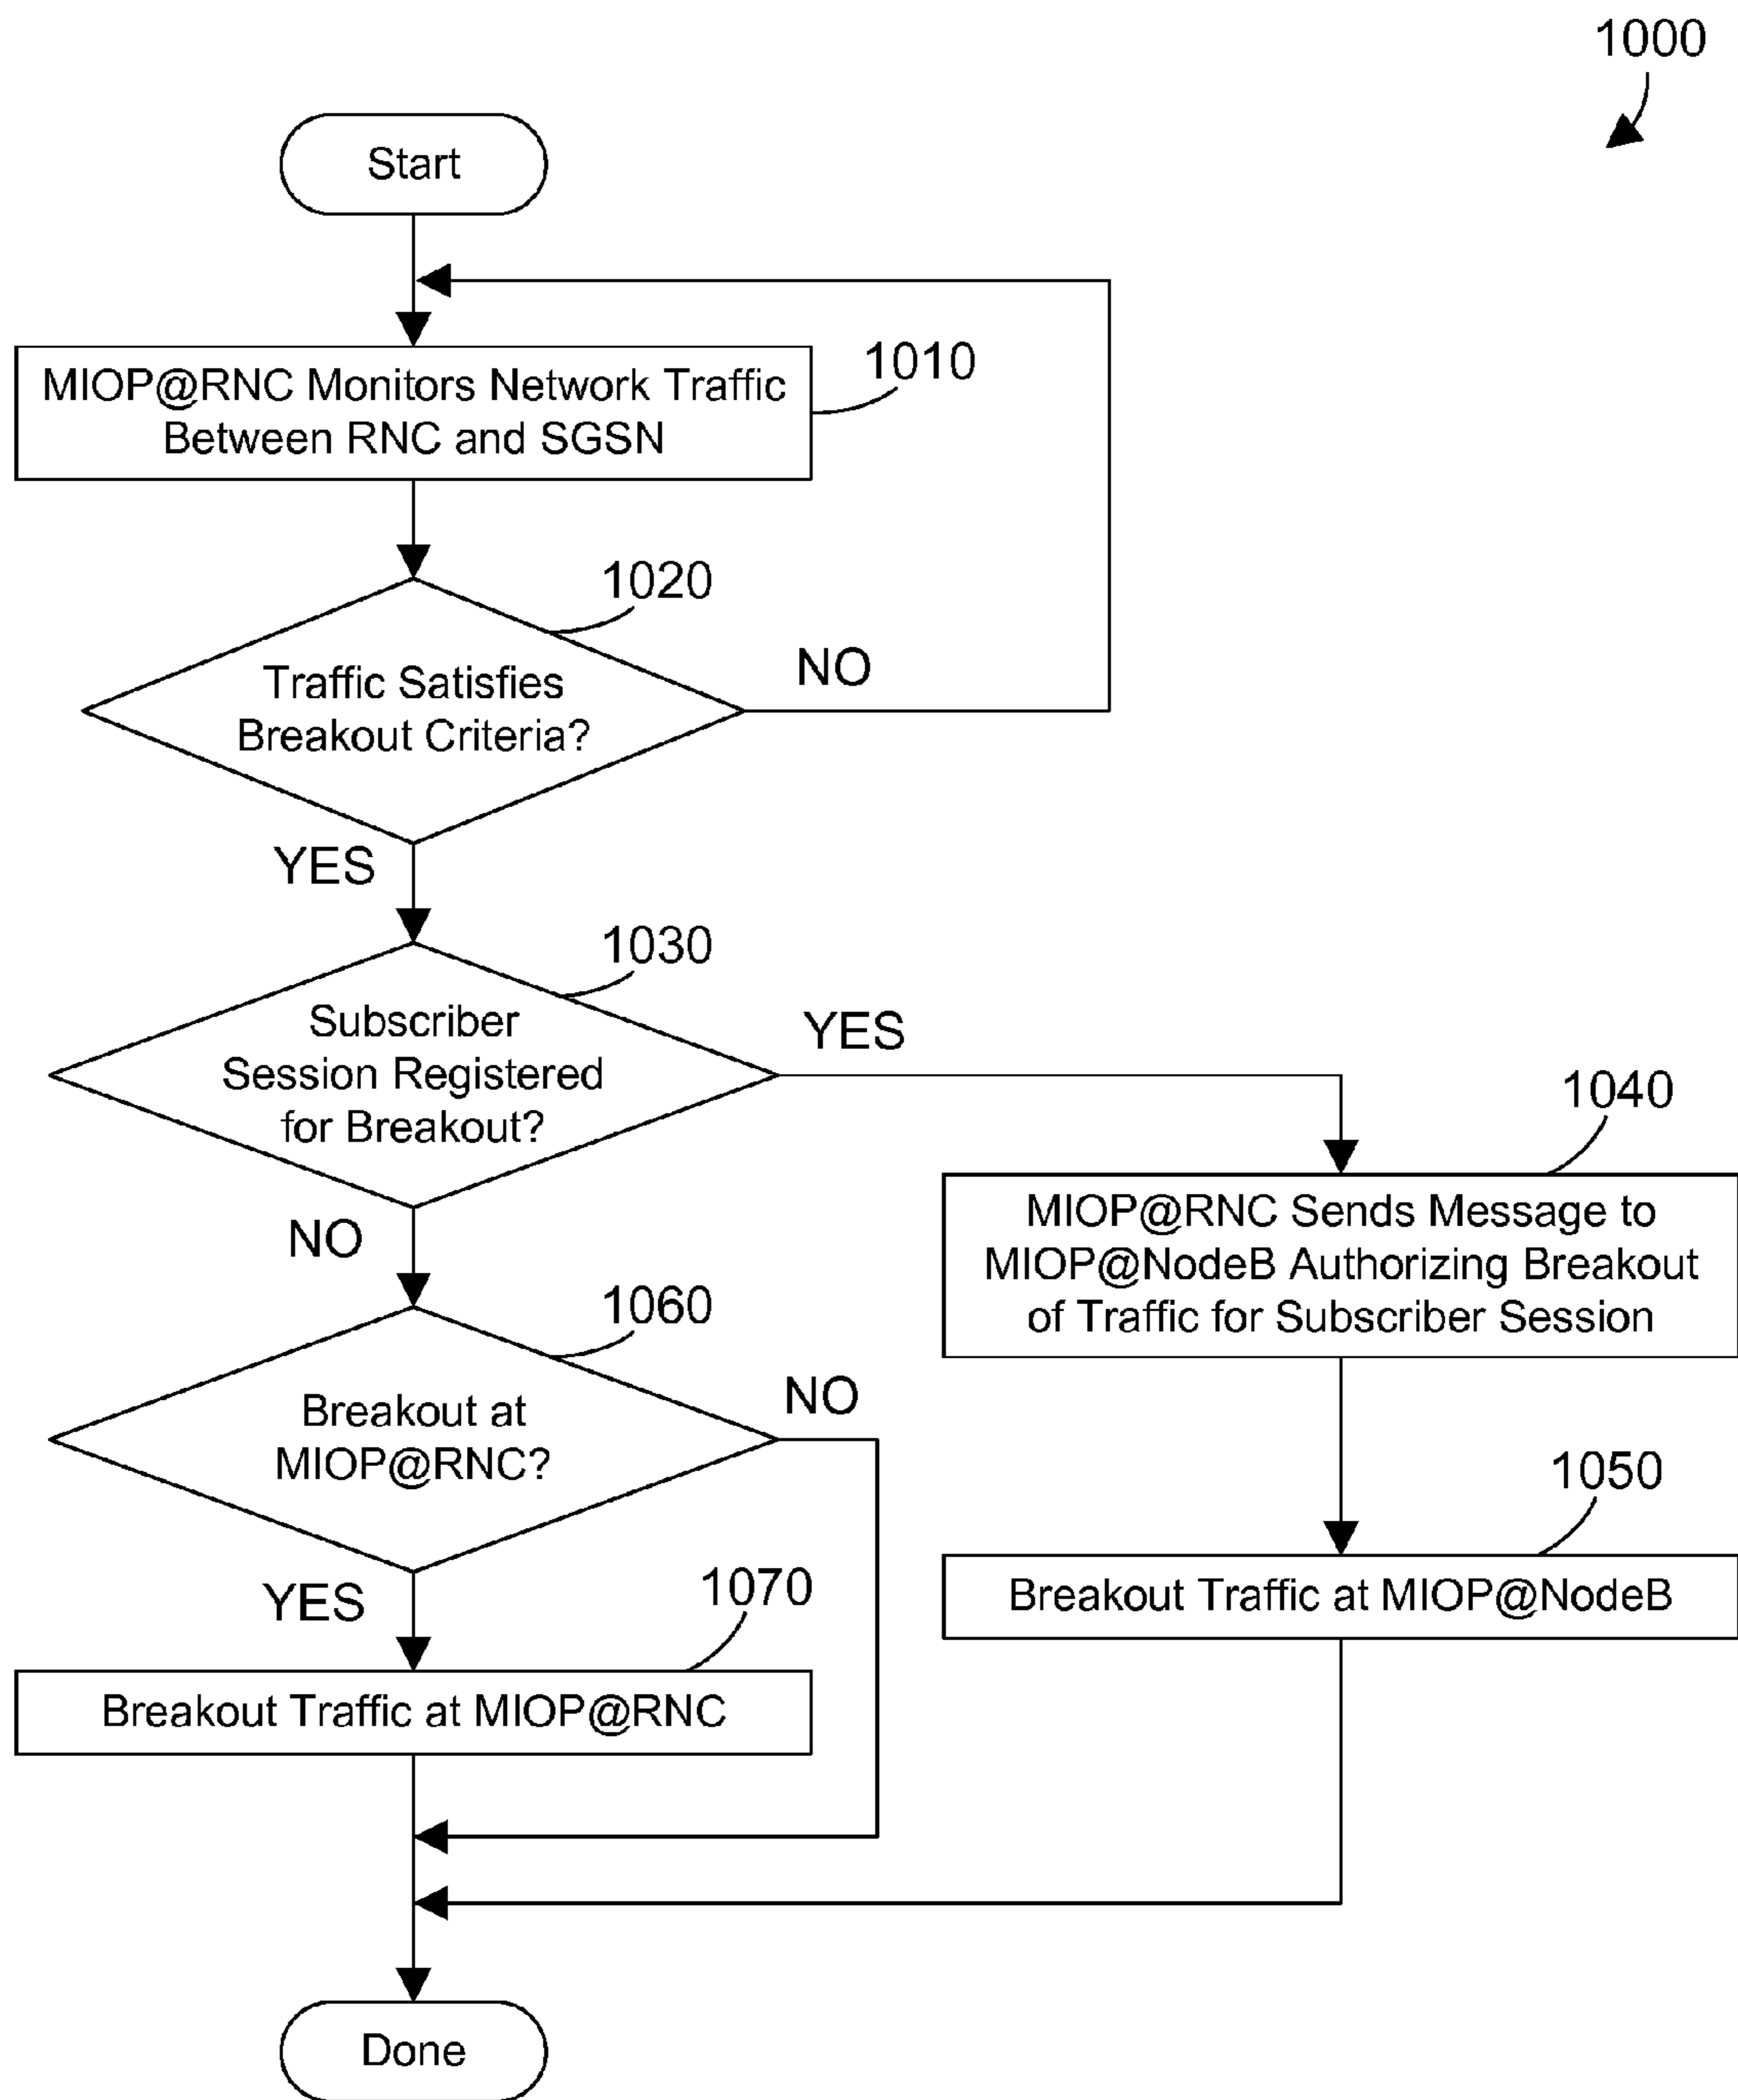 1000
Start
MIOP@RNC Monitors Network Traffic
Between RNC and SGSN
1010
Traffic Satisfies
Breakout Criteria?
1020
NO
YES
Subscriber
Session Registered
for Breakout?
1030
YES
NO
1040
MIOP@RNC Sends Message to
MIOP@NodeB Authorizing Breakout
of Traffic for Subscriber Session
1060
Breakout at
MIOP@RNC?
NO
YES
1050
Breakout Traffic at MIOP@NodeB
1070
Breakout Traffic at MIOP@RNC
Done